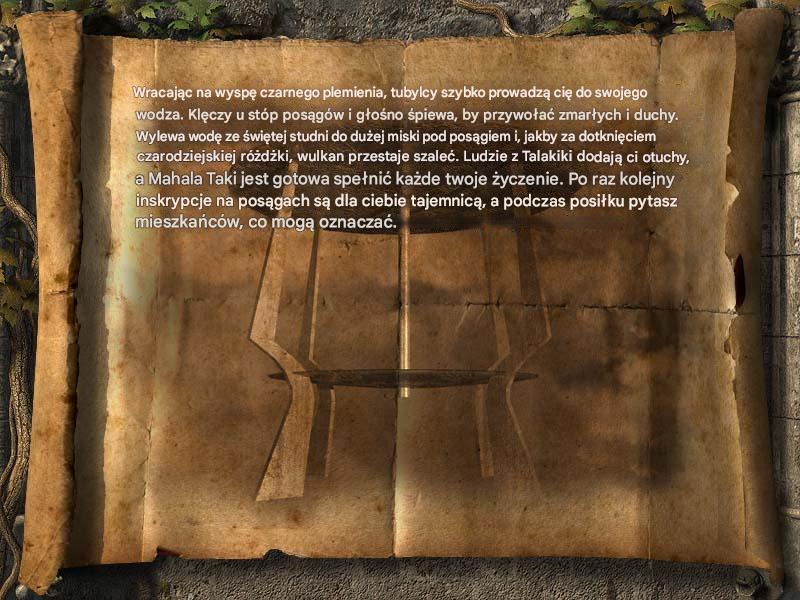 Wracając na wyspę czarnego plemienia, tubylcy szybko prowadzą cię do swojego
wodza. Klęczy u stóp posągów i głośno śpiewa, by przywołać zmarłych i duchy.
Wylewa wodę ze świętej studni do dużej miski pod posągiem i, jakby za dotknięciem
czarodziejskiej różdżki, wulkan przestaje szaleć. Ludzie z Talakiki dodają ci otuchy,
a Mahala Taki jest gotowa spełnić każde twoje życzenie. Po raz kolejny
inskrypcje na posągach są dla ciebie tajemnicą, a podczas posiłku pytasz
mieszkańców, co mogą oznaczać.